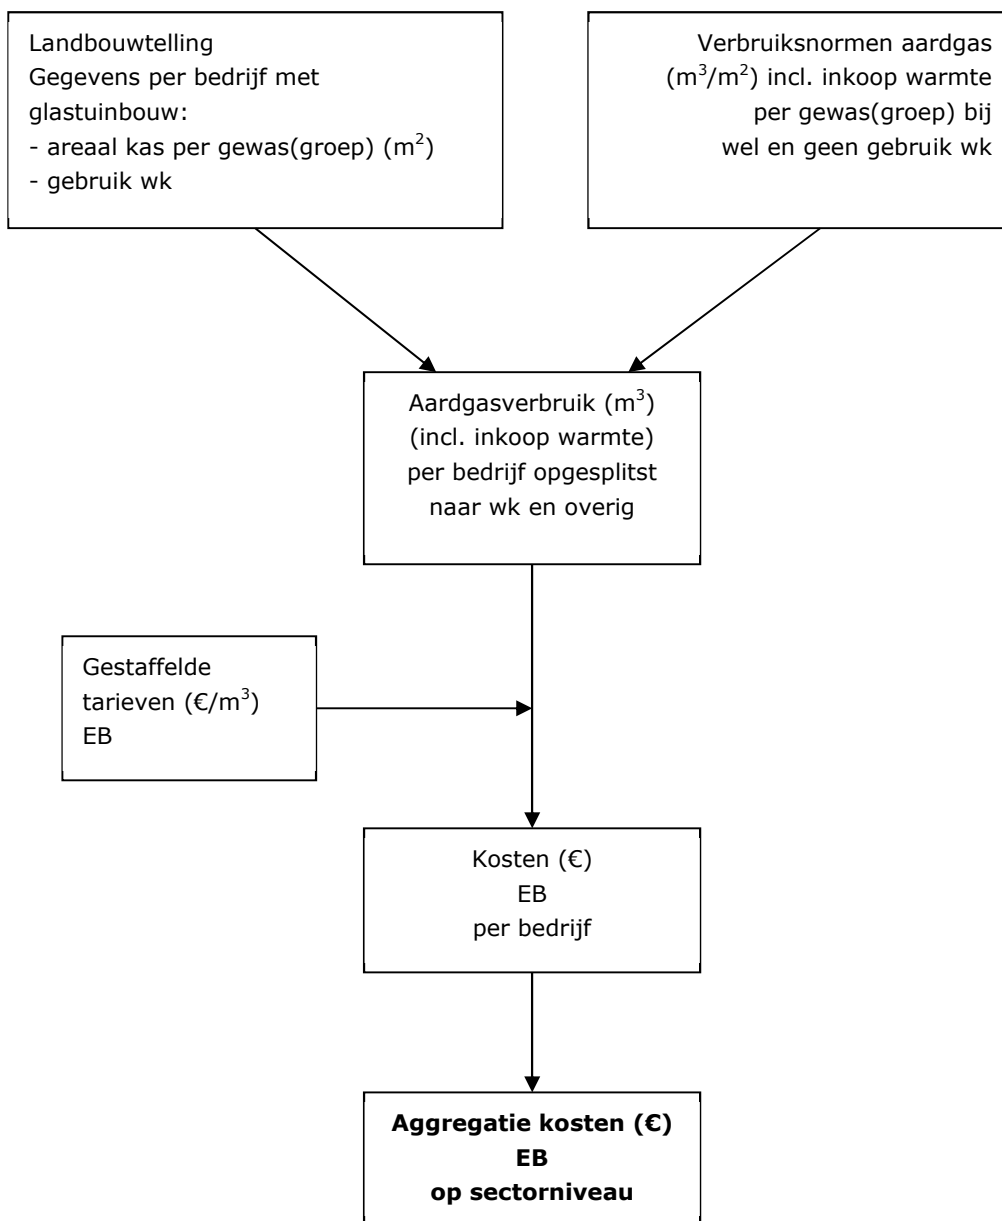 Landbouwtelling
Gegevens per bedrijf met
glastuinbouw:
- areaal kas per gewas(groep) (m²)
- gebruik wk
Verbruiksnormen aardgas
(m³/m²) incl. inkoop warmte
per gewas(groep) bij
wel en geen gebruik wk
Aardgasverbruik (m³)
(incl. inkoop warmte)
per bedrijf opgesplitst
naar wk en overig
Gestaffelde
tarieven (€/m³)
EB
Kosten (€)
EB
per bedrijf
Aggregatie kosten (€)
EB
op sectorniveau